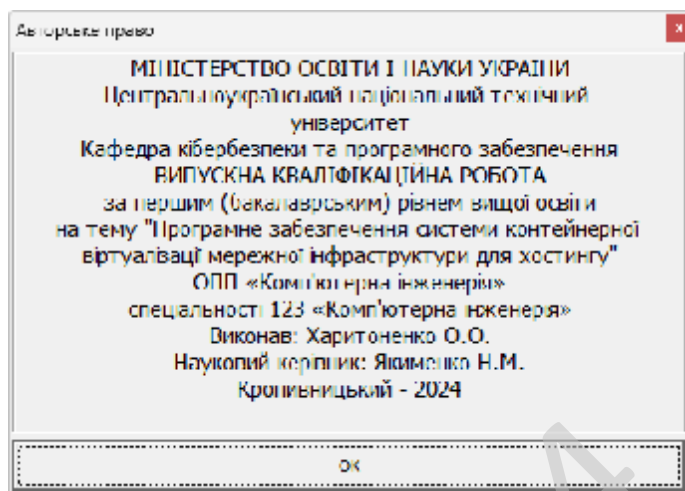 Авторське право
МІНІСТЕРСТВО ОСВІТИ І НАУКИ УКРАЇНИ
Центральноукраїнський національний технічний
університет
Кафедра кібербезпеки та програмного забезпечення
ВИПУСКНА КВАЛІФІКАЦІЙНА РОБОТА
за першим (бакалаврським) рівнем вищої освіти
на тему "Програмне забезпечення системи контейнерної
віртуалізації мережної інфраструктури для хостингу"
ОПП «Комп'ютерна інженерія»
спеціальності 123 «Комп'ютерна інженерія»
Виконав: Харитоненко О.О.
Науковий керівник: Якименко Н.М.
Кропивницький - 2024
ОК